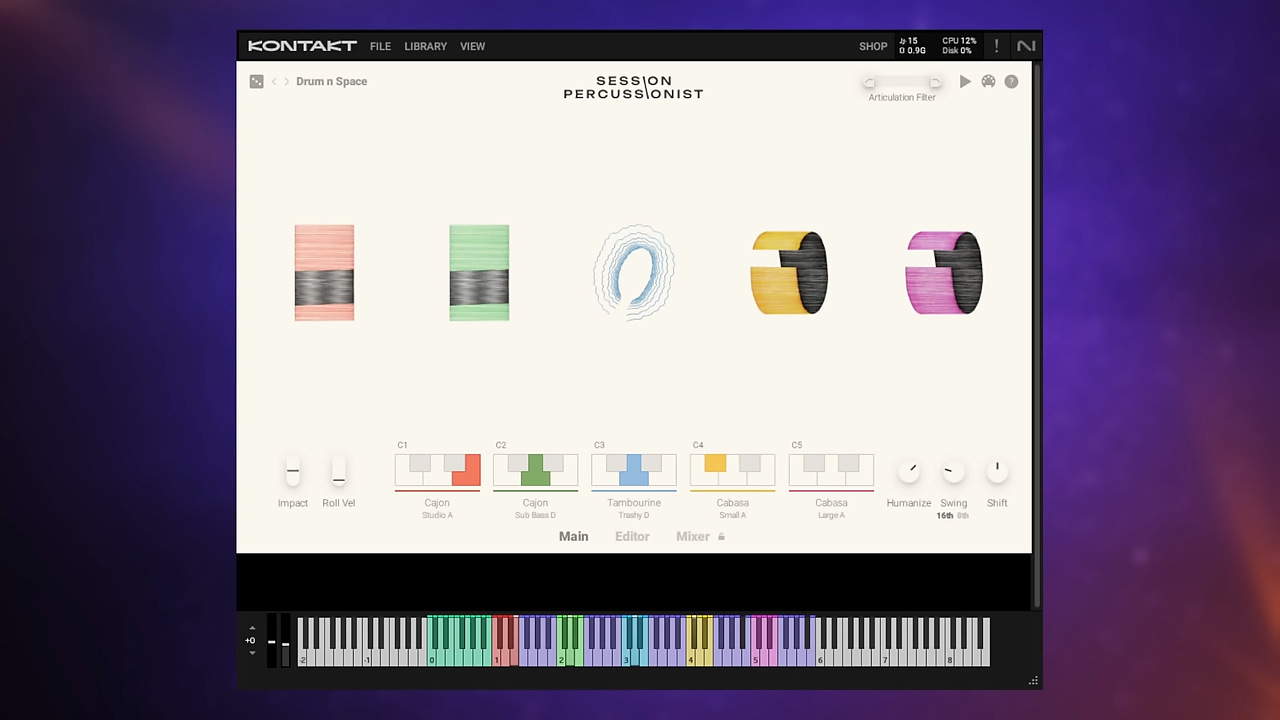 KONTAKT FILE LIBRARY VIEW SHOP 15 CPU 12% !
0.9G Disk 0%
Drum n Space
SESSION
PERCUSSIONIST
?
Articulation Filter
C1 C2 C3 C4 C5
Impact Roll Vel Cajon Cajon Tambourine Cabasa Cabasa Humanize Swing Shift
Studio A Sub Bass D Trashy D Small A Large A 16th 8th
Main Editor Mixer
+0
-2 -1 0 1 2 3 4 5 6 7 8